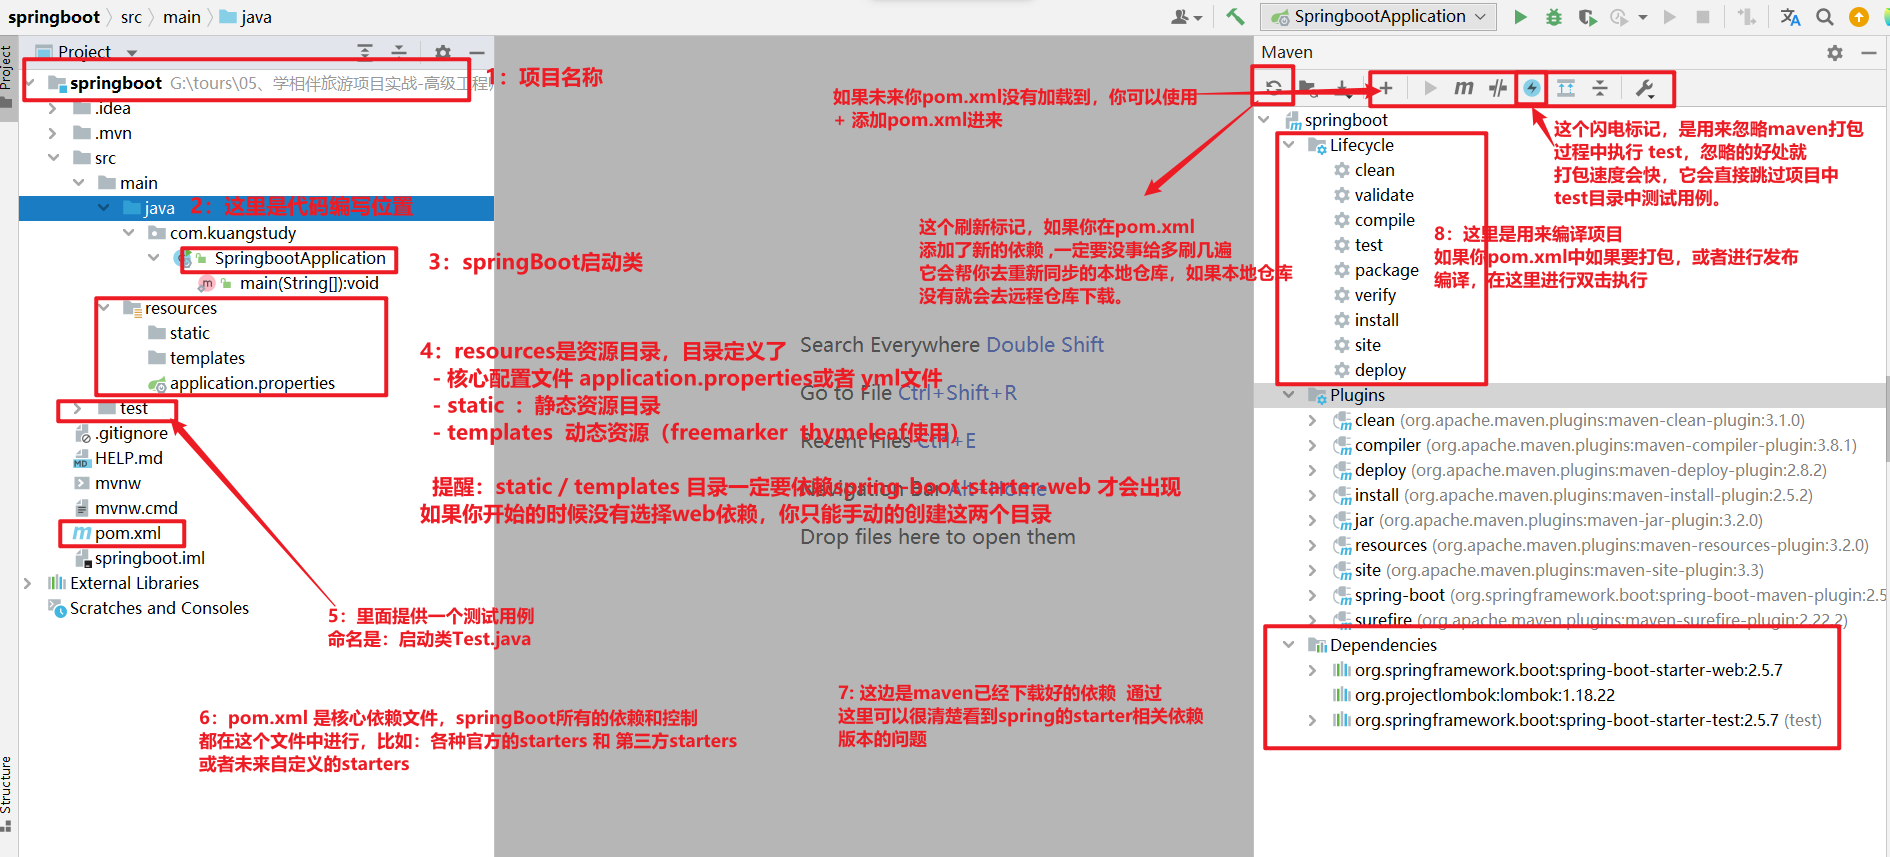 springboot
src
main
java
SpringbootApplication
Project
Project
Structure
springboot G:\tours\05、学相伴旅游项目实战-高级工程
1：项目名称
.idea
.mvn
src
main
java
2：这里是代码编写位置
com.kuangstudy
SpringbootApplication
3：springBoot启动类
main(String[]):void
resources
static
templates
application.properties
test
.gitignore
HELP.md
mvnw
mvnw.cmd
pom.xml
springboot.iml
External Libraries
Scratches and Consoles
4：resources是资源目录，目录定义了
- 核心配置文件 application.properties或者 yml文件
- static ：静态资源目录
- templates 动态资源（freemarker thymeleaf使用）
提醒：static / templates 目录一定要依赖spring-boot-starter-web 才会出现
如果你开始的时候没有选择web依赖，你只能手动的创建这两个目录
Search Everywhere Double Shift
Go to File Ctrl+Shift+R
Recent Files Ctrl+E
Navigation Bar Alt+Home
Drop files here to open them
5：里面提供一个测试用例
命名是：启动类Test.java
6：pom.xml 是核心依赖文件，springBoot所有的依赖和控制
都在这个文件中进行，比如：各种官方的starters 和 第三方starters
或者未来自定义的starters
如果未来你pom.xml没有加载到，你可以使用
+ 添加pom.xml进来
这个刷新标记，如果你在pom.xml
添加了新的依赖 ,一定要没事给多刷几遍
它会帮你去重新同步的本地仓库，如果本地仓库
没有就会去远程仓库下载。
7: 这边是maven已经下载好的依赖 通过
这里可以很清楚看到spring的starter相关依赖
版本的问题
Maven
这个闪电标记，是用来忽略maven打包
过程中执行 test，忽略的好处就
打包速度会快，它会直接跳过项目中
test目录中测试用例。
8：这里是用来编译项目
如果你pom.xml中如果要打包，或者进行发布
编译，在这里进行双击执行
springboot
Lifecycle
clean
validate
compile
test
package
verify
install
site
deploy
Plugins
clean (org.apache.maven.plugins:maven-clean-plugin:3.1.0)
compiler (org.apache.maven.plugins:maven-compiler-plugin:3.8.1)
deploy (org.apache.maven.plugins:maven-deploy-plugin:2.8.2)
install (org.apache.maven.plugins:maven-install-plugin:2.5.2)
jar (org.apache.maven.plugins:maven-jar-plugin:3.2.0)
resources (org.apache.maven.plugins:maven-resources-plugin:3.2.0)
site (org.apache.maven.plugins:maven-site-plugin:3.3)
spring-boot (org.springframework.boot:spring-boot-maven-plugin:2.5
surefire (org.apache.maven.plugins:maven-surefire-plugin:2.22.2)
Dependencies
org.springframework.boot:spring-boot-starter-web:2.5.7
org.projectlombok:lombok:1.18.22
org.springframework.boot:spring-boot-starter-test:2.5.7 (test)